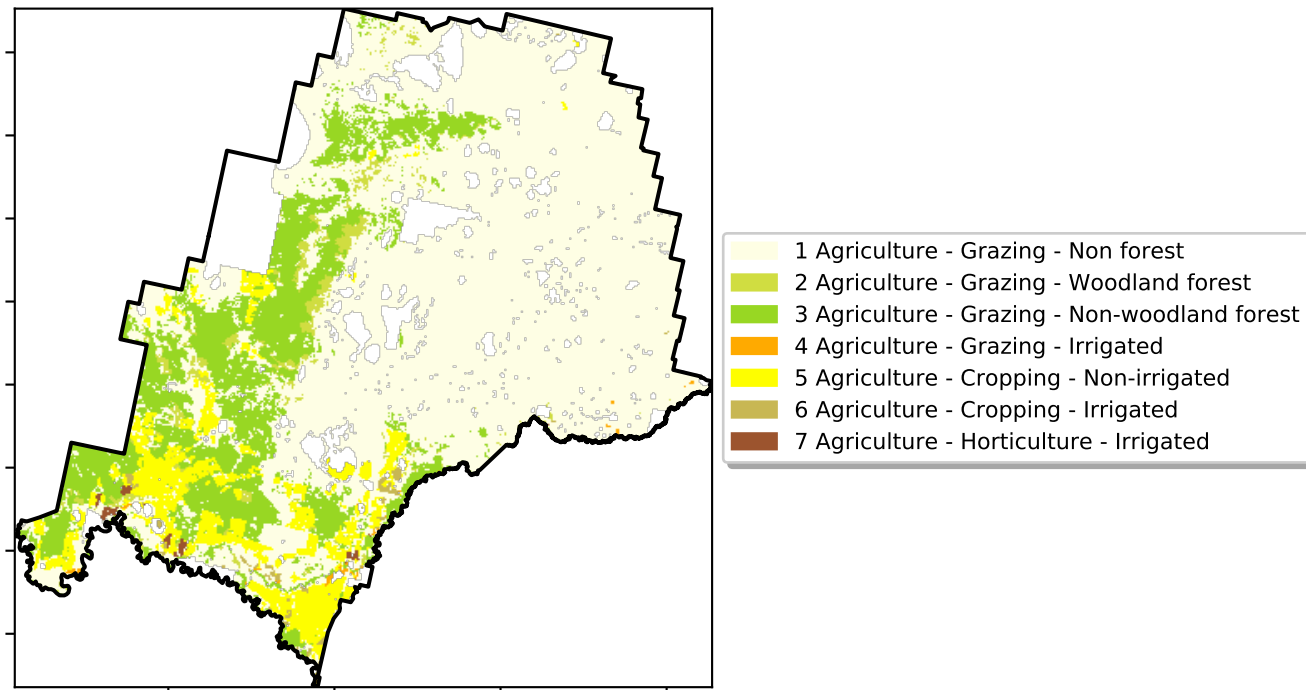 1 Agriculture - Grazing - Non forest
2 Agriculture - Grazing - Woodland forest
3 Agriculture - Grazing - Non-woodland forest
4 Agriculture - Grazing - Irrigated
5 Agriculture - Cropping - Non-irrigated
6 Agriculture - Cropping - Irrigated
7 Agriculture - Horticulture - Irrigated